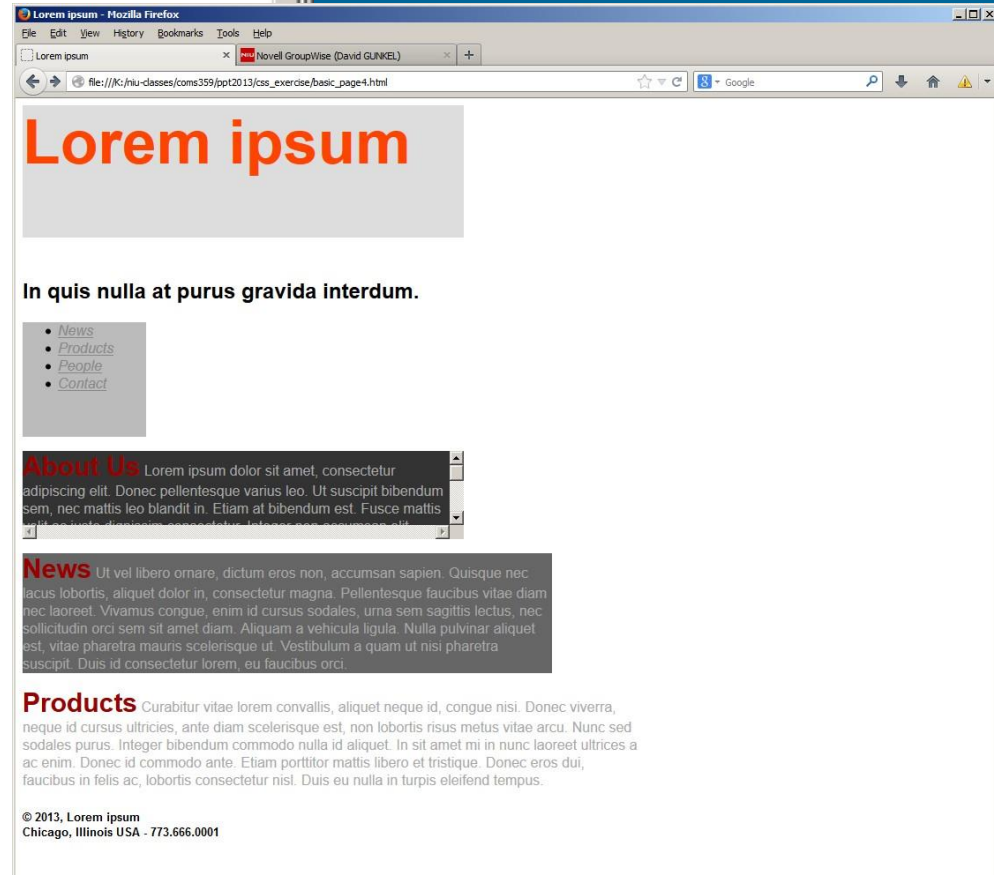 Lorem ipsum - Mozilla Firefox
File Edit View History Bookmarks Tools Help
Lorem ipsum × NIU Novell GroupWise (David GUNKEL) × +
file:///K:/niu-classes/coms359/ppt2013/css_exercise/basic_page4.html 8 Google
Lorem ipsum
In quis nulla at purus gravida interdum.
• News
• Products
• People
• Contact
About Us Lorem ipsum dolor sit amet, consectetur
adipiscing elit. Donec pellentesque varius leo. Ut suscipit bibendum
sem, nec mattis leo blandit in. Etiam at bibendum est. Fusce mattis
velit ac justo dignissim consectetur. Integer non accumsan elit
News Ut vel libero ornare, dictum eros non, accumsan sapien. Quisque nec
lacus lobortis, aliquet dolor in, consectetur magna. Pellentesque faucibus vitae diam
nec laoreet. Vivamus congue, enim id cursus sodales, urna sem sagittis lectus, nec
sollicitudin orci sem sit amet diam. Aliquam a vehicula ligula. Nulla pulvinar aliquet
est, vitae pharetra mauris scelerisque ut. Vestibulum a quam ut nisi pharetra
suscipit. Duis id consectetur lorem, eu faucibus orci.
Products Curabitur vitae lorem convallis, aliquet neque id, congue nisi. Donec viverra,
neque id cursus ultricies, ante diam scelerisque est, non lobortis risus metus vitae arcu. Nunc sed
sodales purus. Integer bibendum commodo nulla id aliquet. In sit amet mi in nunc laoreet ultrices a
ac enim. Donec id commodo ante. Etiam porttitor mattis libero et tristique. Donec eros dui,
faucibus in felis ac, lobortis consectetur nisl. Duis eu nulla in turpis eleifend tempus.
© 2013, Lorem ipsum
Chicago, Illinois USA - 773.666.0001